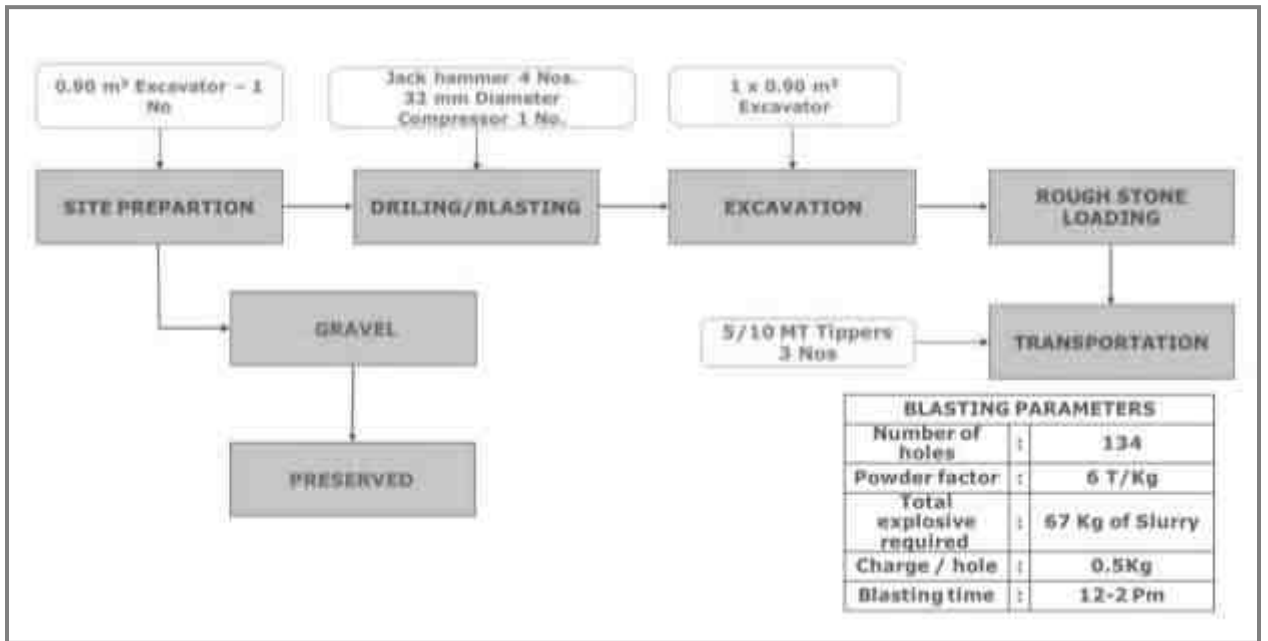 0.90 m³ Excavator – 1
No
Jack hammer 4 Nos.
32 mm Diameter
Compressor 1 No.
1 x 0.90 m³
Excavator
SITE PREPARTION
DRILING/BLASTING
EXCAVATION
ROUGH STONE
LOADING
GRAVEL
5/10 MT Tippers
3 Nos
TRANSPORTATION
PRESERVED
BLASTING PARAMETERS
Number of
holes : 134
Powder factor : 6 T/Kg
Total
explosive
required : 67 Kg of Slurry
Charge / hole : 0.5Kg
Blasting time : 12-2 Pm